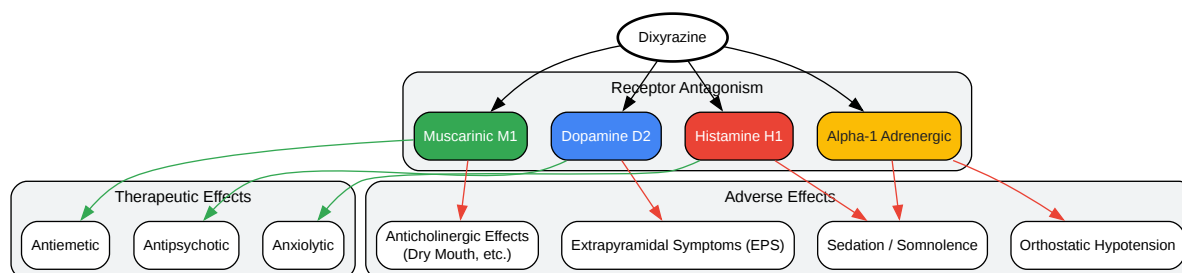 Dixyrazine
Receptor Antagonism
Muscarinic M1
Dopamine D2
Histamine H1
Alpha-1 Adrenergic
Therapeutic Effects
Adverse Effects
Antiemetic
Antipsychotic
Anxiolytic
Anticholinergic Effects
(Dry Mouth, etc.)
Extrapyramidal Symptoms (EPS)
Sedation / Somnolence
Orthostatic Hypotension